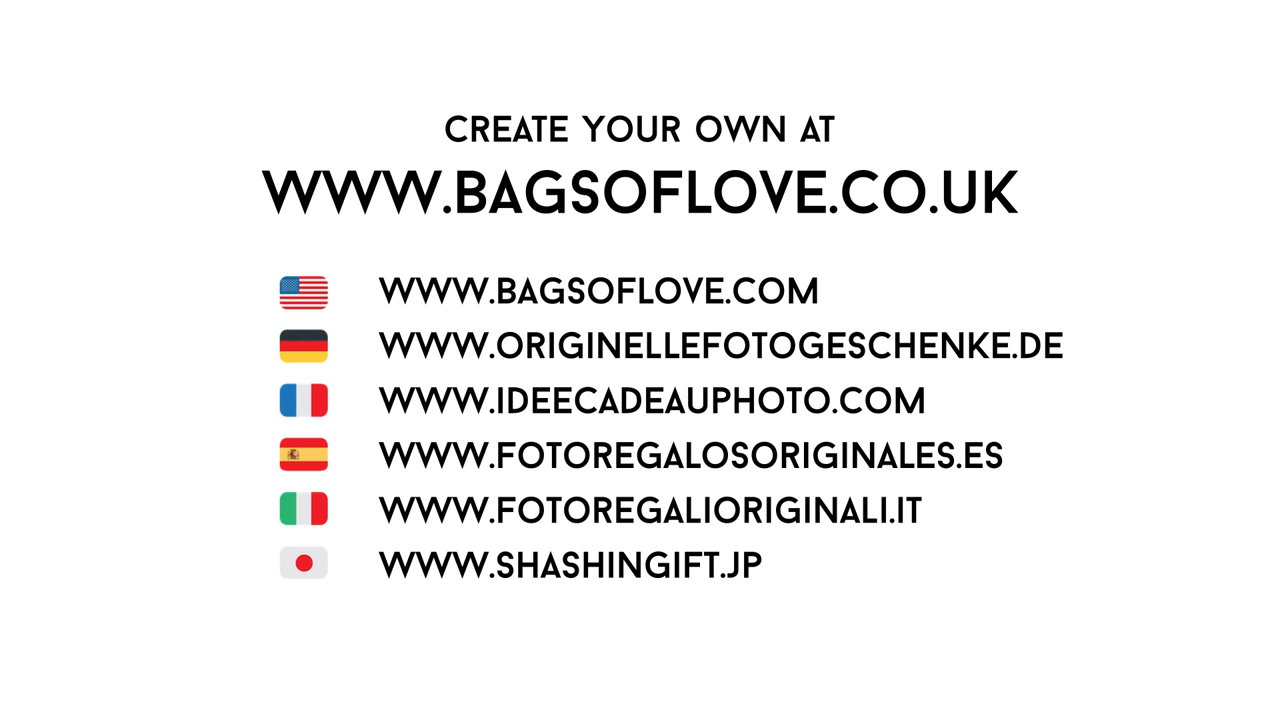 CREATE YOUR OWN AT
WWW.BAGSOFLOVE.CO.UK
WWW.BAGSOFLOVE.COM
WWW.ORIGINELLEFOTOGESCHENKE.DE
WWW.IDEECADEAUPHOTO.COM
WWW.FOTOREGALOSORIGINALES.ES
WWW.FOTOREGALIORIGINALI.IT
WWW.SHASHINGIFT.JP